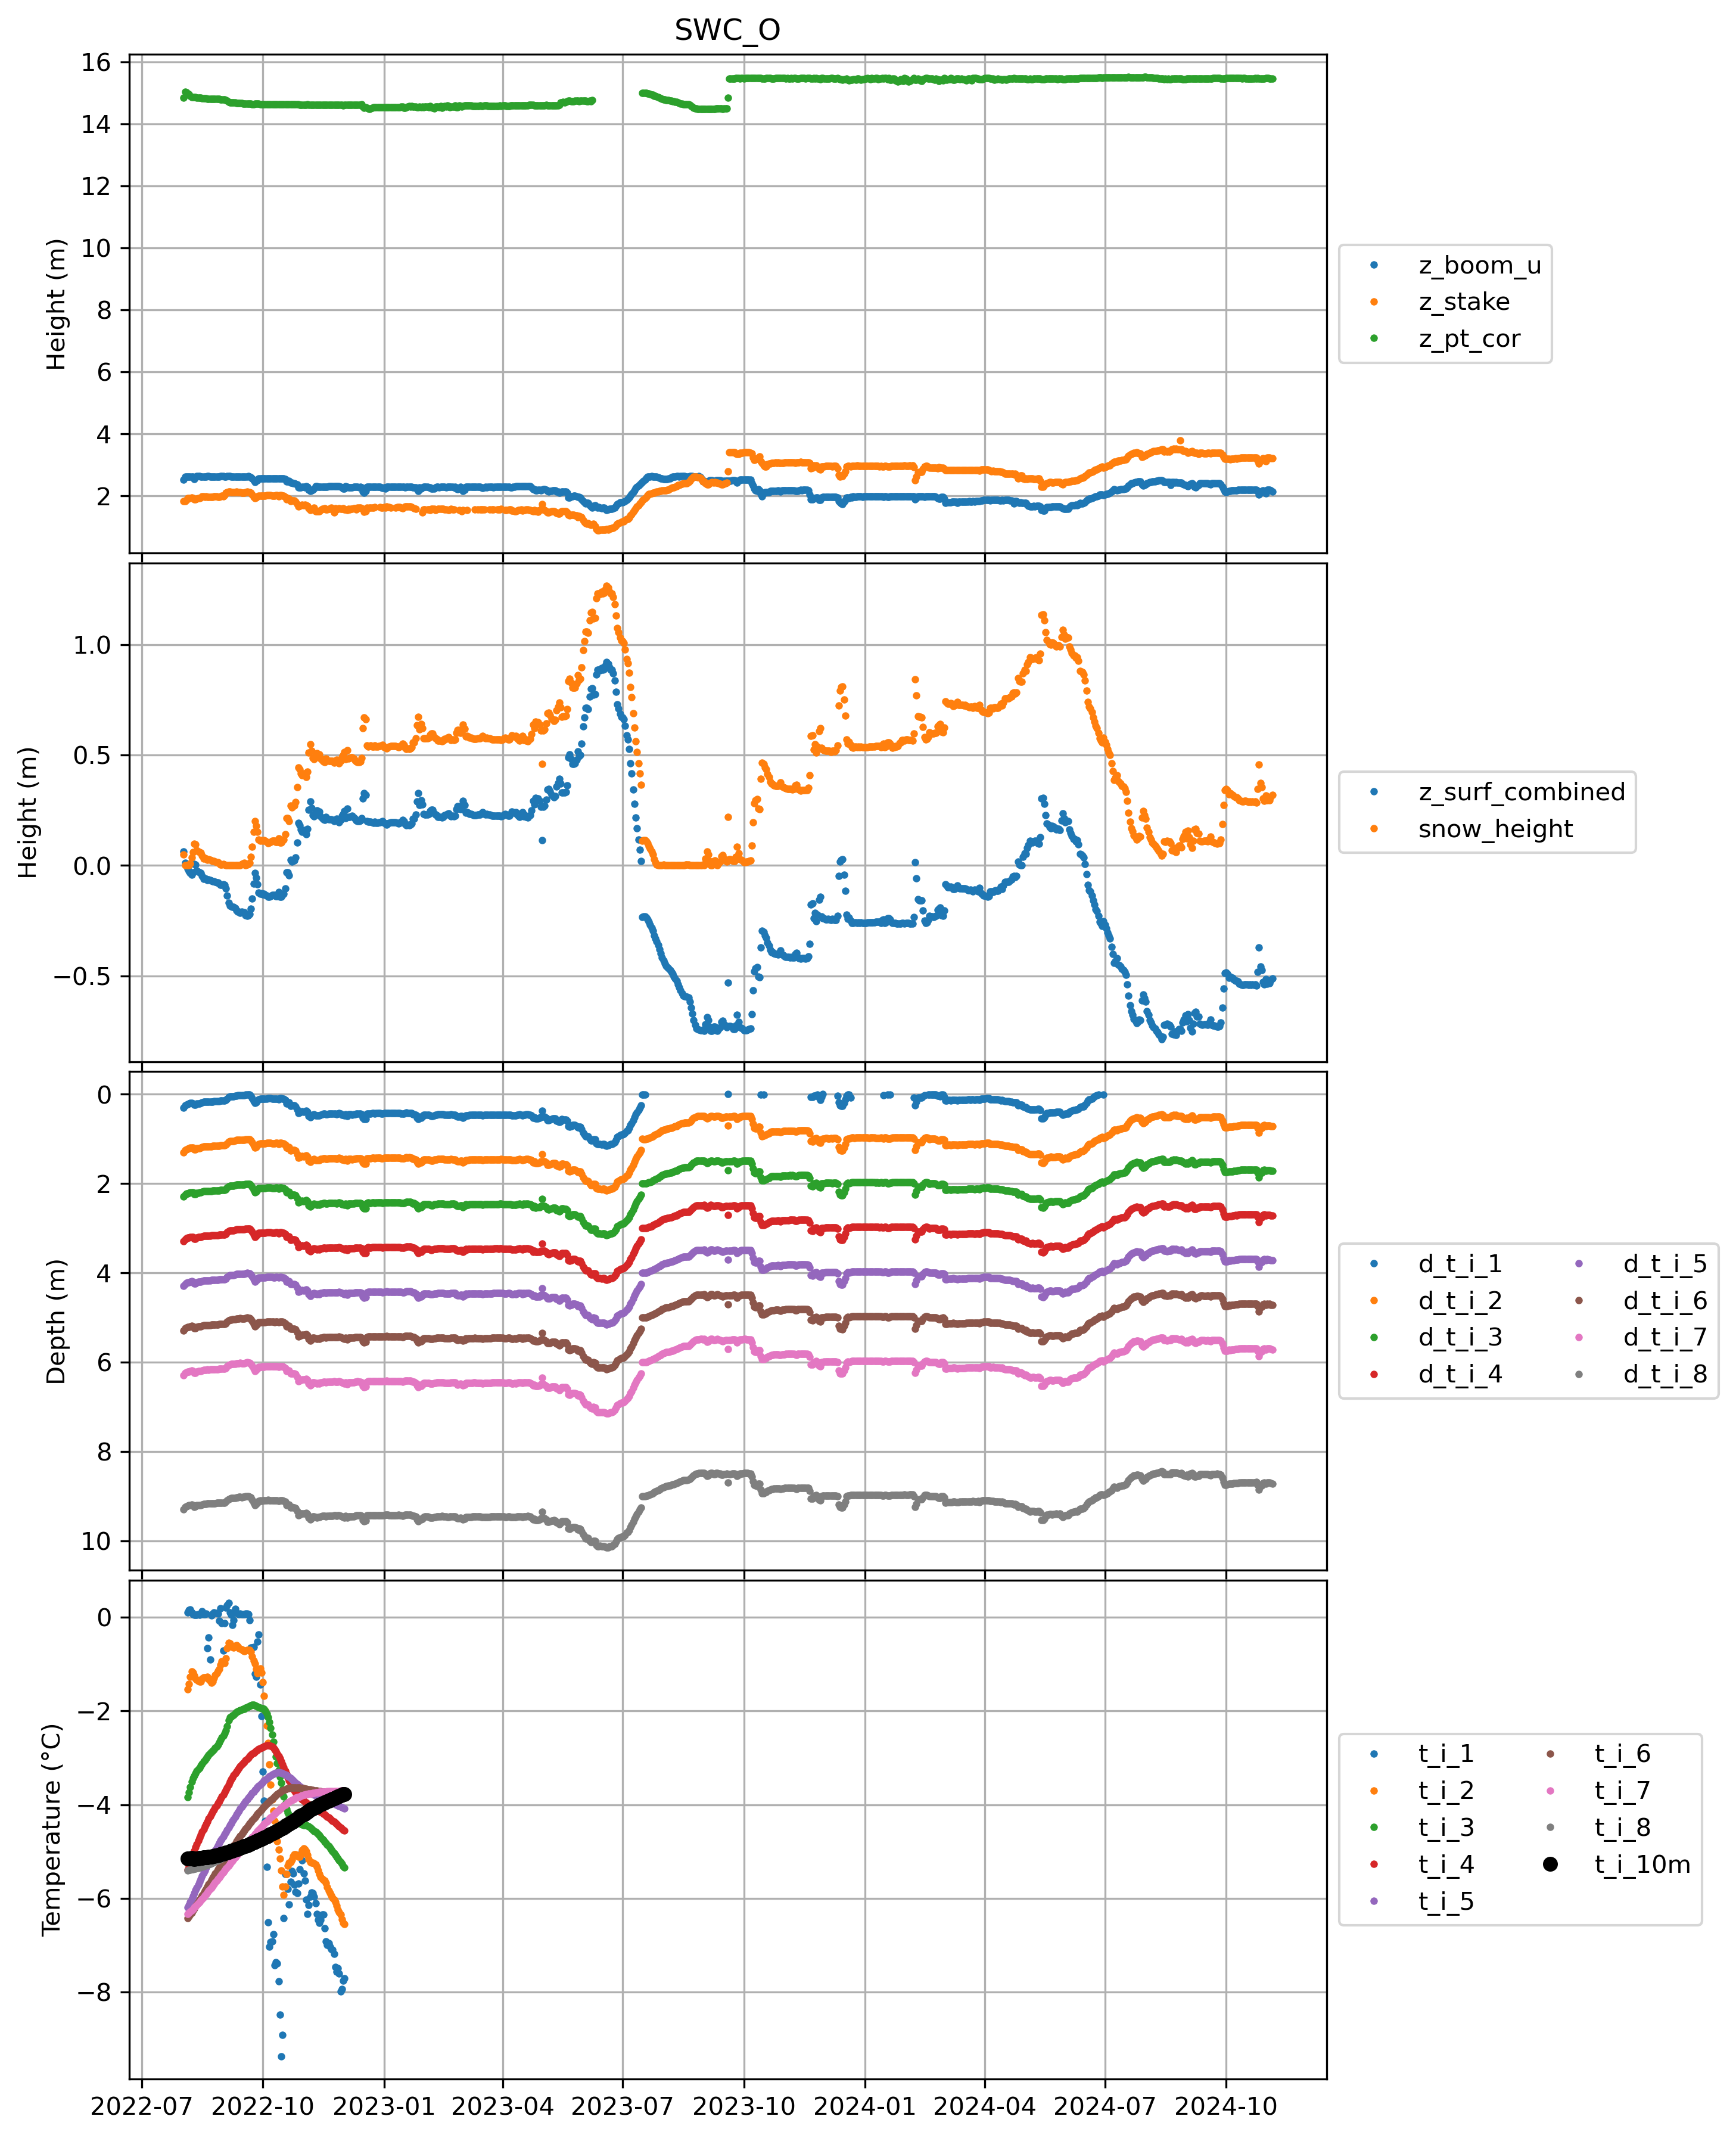 SWC_O
16
14
12
10
8
6
4
2
Height (m)
z_boom_u
z_stake
z_pt_cor
1.0
0.5
0.0
−0.5
Height (m)
z_surf_combined
snow_height
0
2
4
6
8
10
Depth (m)
d_t_i_1 d_t_i_5
d_t_i_2 d_t_i_6
d_t_i_3 d_t_i_7
d_t_i_4 d_t_i_8
0
−2
−4
−6
−8
Temperature (°C)
t_i_1 t_i_6
t_i_2 t_i_7
t_i_3 t_i_8
t_i_4 t_i_10m
t_i_5
2022-07 2022-10 2023-01 2023-04 2023-07 2023-10 2024-01 2024-04 2024-07 2024-10